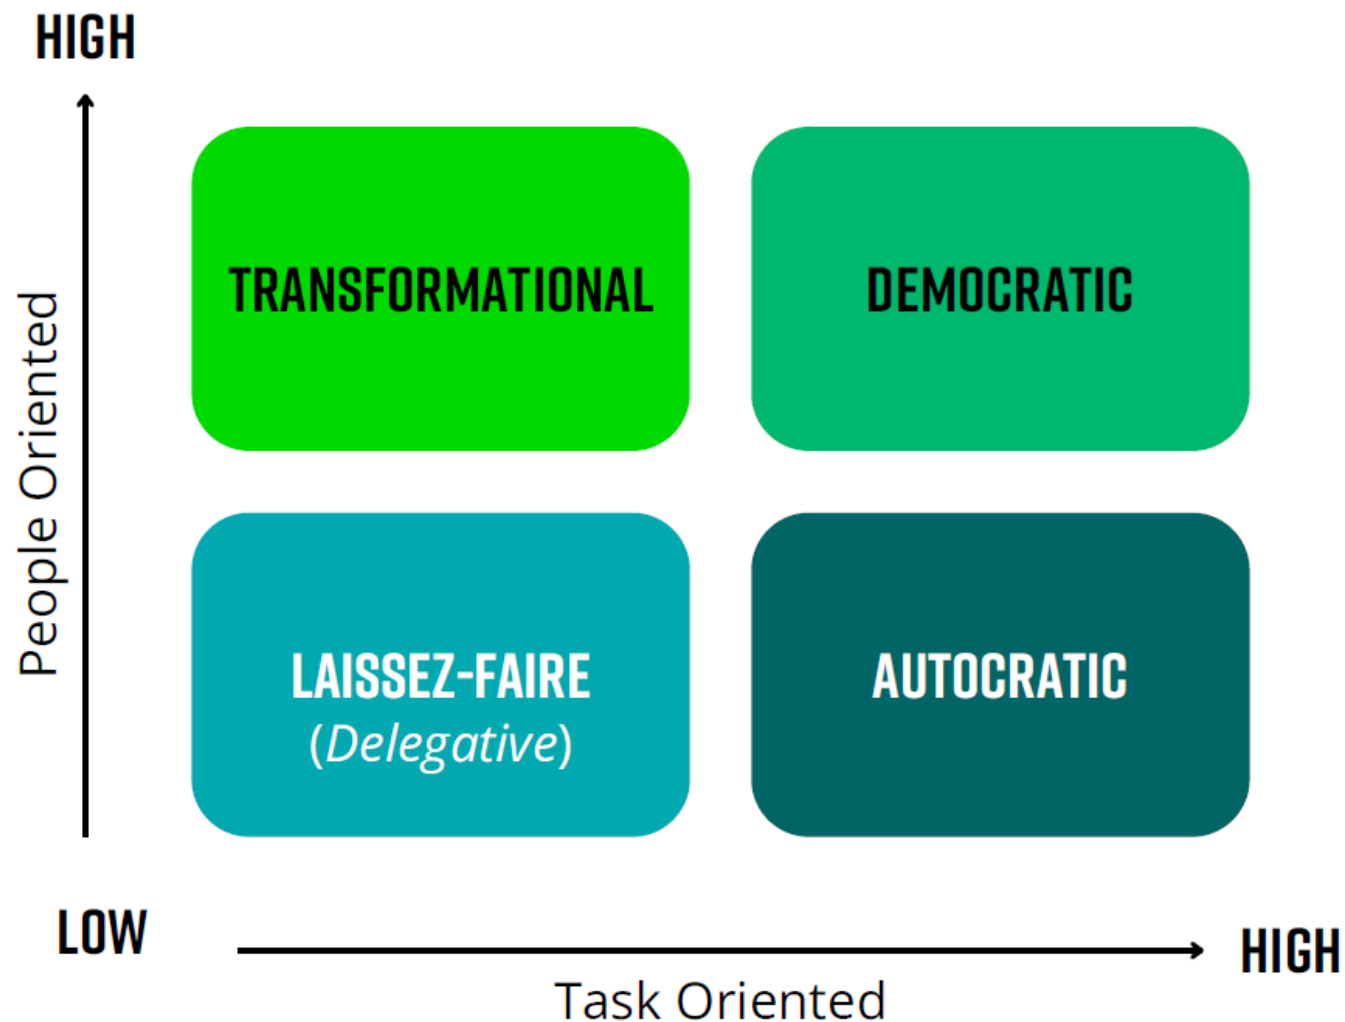 HIGH
People Oriented
TRANSFORMATIONAL
DEMOCRATIC
LAISSEZ-FAIRE
(Delegative)
AUTOCRATIC
LOW
HIGH
Task Oriented